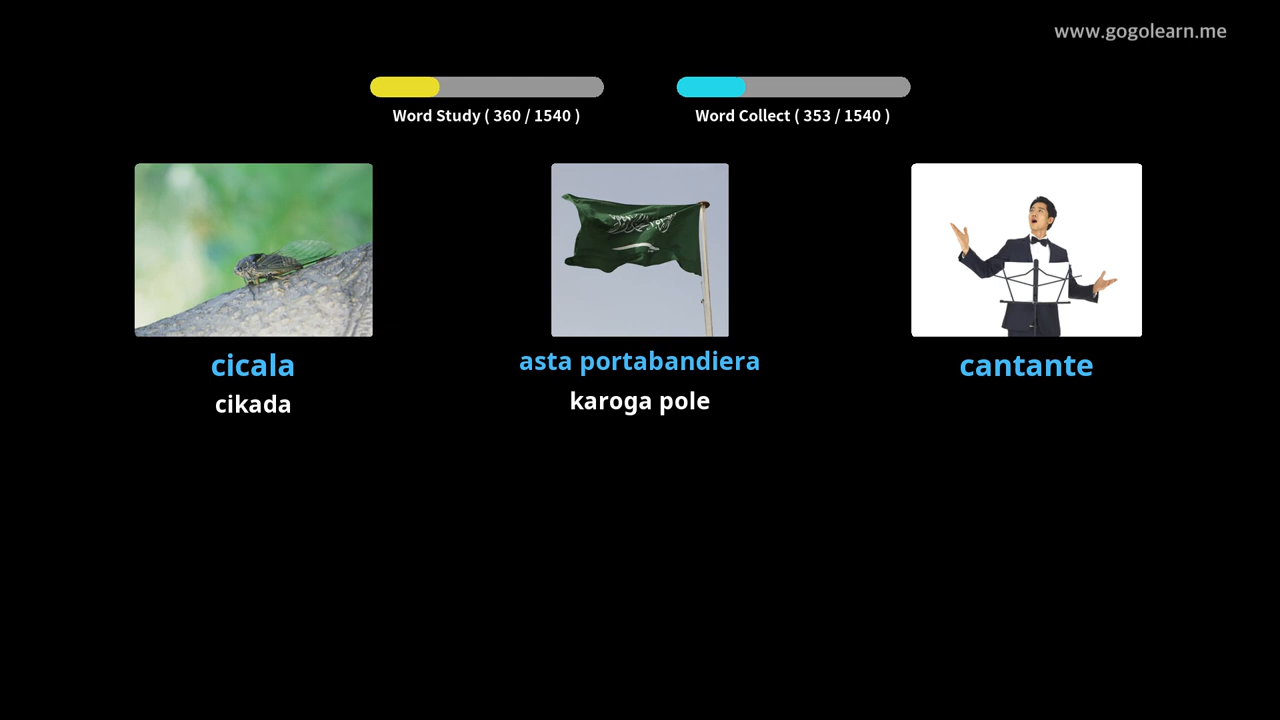 www.gogolearn.me
Word Study ( 360 / 1540 )
Word Collect ( 353 / 1540 )
cicala
cikada
asta portabandiera
karoga pole
cantante